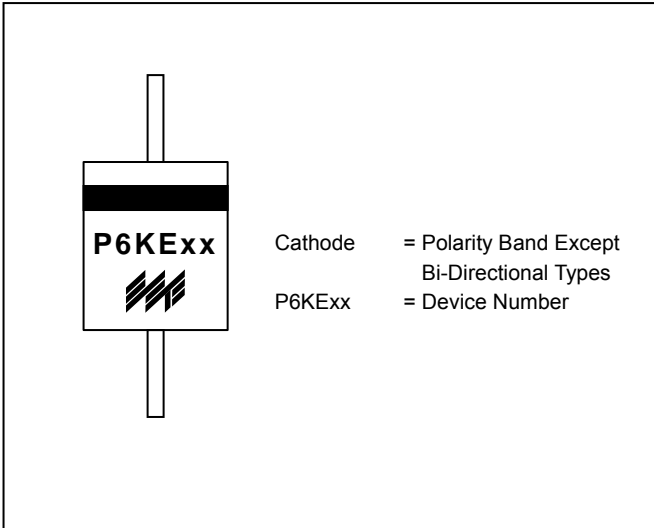 P6KExx
Cathode = Polarity Band Except
Bi-Directional Types
P6KExx = Device Number